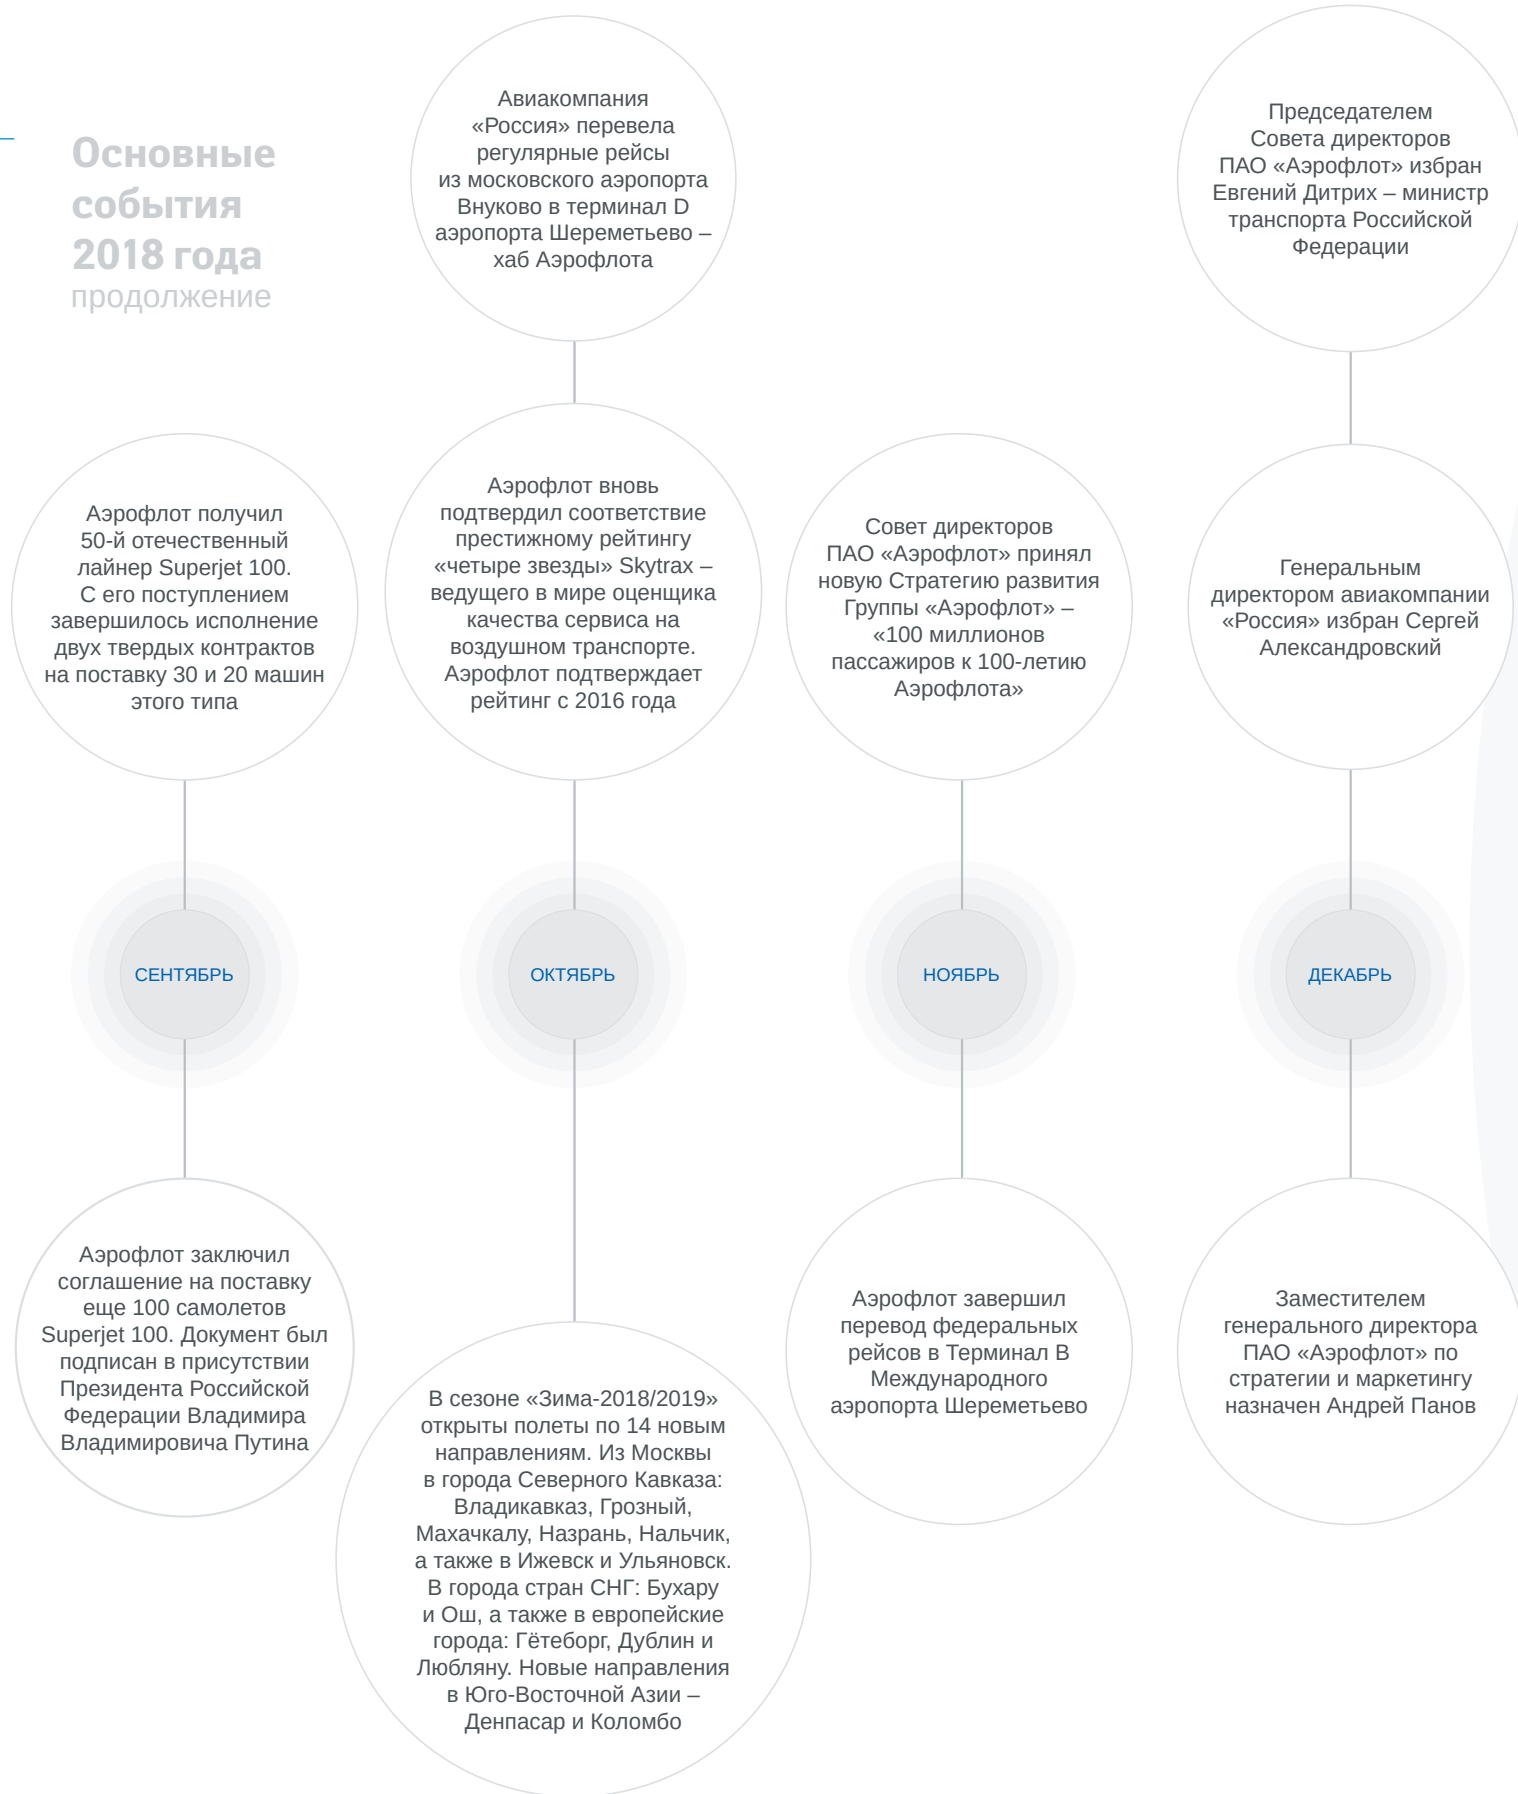 Основные
события
2018 года
продолжение
Аэрофлот получил
50-й отечественный
лайнер Superjet 100.
С его поступлением
завершилось исполнение
двух твердых контрактов
на поставку 30 и 20 машин
этого типа
СЕНТЯБРЬ
Аэрофлот заключил
соглашение на поставку
еще 100 самолетов
Superjet 100. Документ был
подписан в присутствии
Президента Российской
Федерации Владимира
Владимировича Путина
Авиакомпания
«Россия» перевела
регулярные рейсы
из московского аэропорта
Внуково в терминал D
аэропорта Шереметьево –
хаб Аэрофлота
Аэрофлот вновь
подтвердил соответствие
престижному рейтингу
«четыре звезды» Skytrax –
ведущего в мире оценщика
качества сервиса на
воздушном транспорте.
Аэрофлот подтверждает
рейтинг с 2016 года
ОКТЯБРЬ
В сезоне «Зима-2018/2019»
открыты полеты по 14 новым
направлениям. Из Москвы
в города Северного Кавказа:
Владикавказ, Грозный,
Махачкалу, Назрань, Нальчик,
а также в Ижевск и Ульяновск.
В города стран СНГ: Бухару
и Ош, а также в европейские
города: Гётеборг, Дублин и
Любляну. Новые направления
в Юго-Восточной Азии –
Денпасар и Коломбо
Совет директоров
ПАО «Аэрофлот» принял
новую Стратегию развития
Группы «Аэрофлот» –
«100 миллионов
пассажиров к 100-летию
Аэрофлота»
НОЯБРЬ
Аэрофлот завершил
перевод федеральных
рейсов в Терминал В
Международного
аэропорта Шереметьево
Председателем
Совета директоров
ПАО «Аэрофлот» избран
Евгений Дитрих – министр
транспорта Российской
Федерации
Генеральным
директором авиакомпании
«Россия» избран Сергей
Александровский
ДЕКАБРЬ
Заместителем
генерального директора
ПАО «Аэрофлот» по
стратегии и маркетингу
назначен Андрей Панов